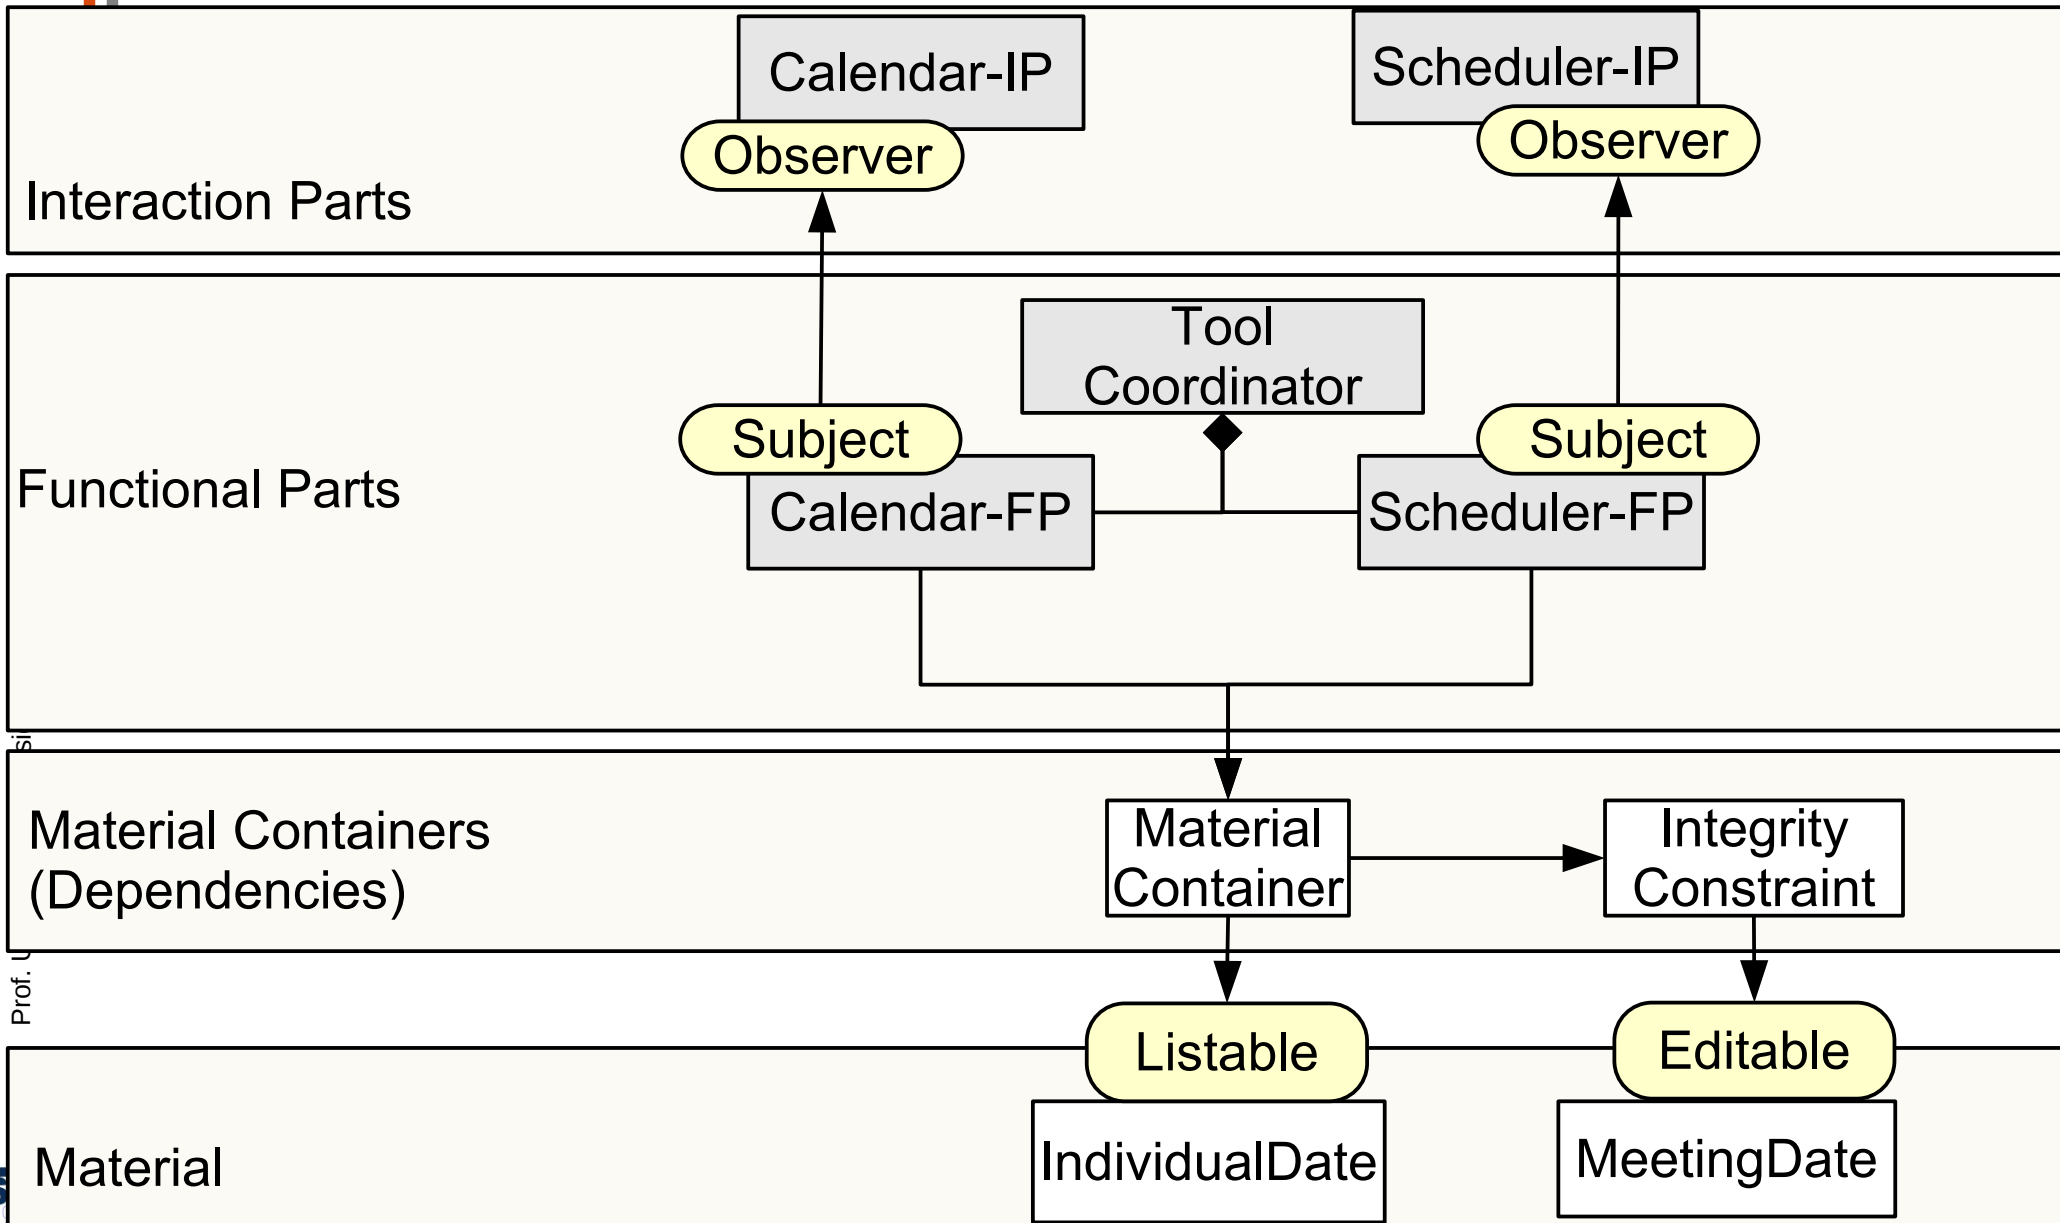 Calendar-IP
Scheduler-IP
Observer
Observer
Interaction Parts
Tool
Coordinator
Subject
Subject
Functional Parts
Calendar-FP
Scheduler-FP
Material Containers
(Dependencies)
Material
Container
Integrity
Constraint
Prof.
Listable
Editable
Material
IndividualDate
MeetingDate